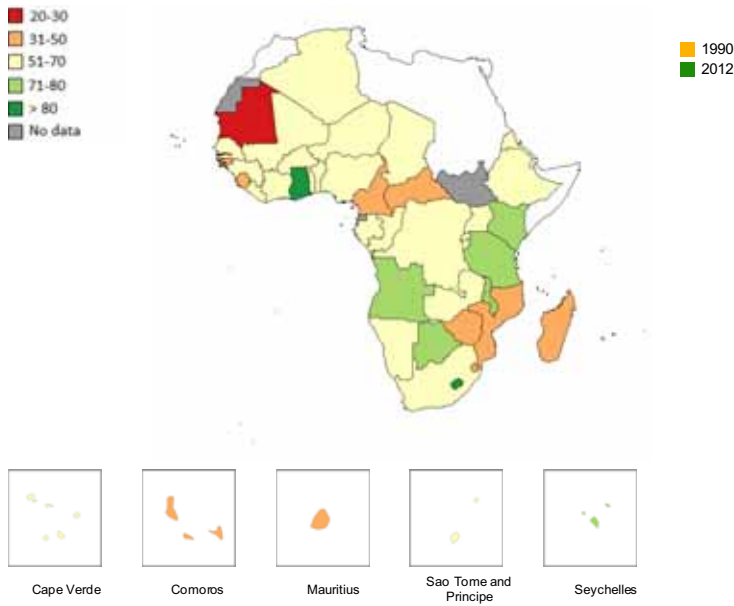 20-30
31-50
51-70
71-80
> 80
No data
1990
2012
Cape Verde
Comoros
Mauritius
Sao Tome and
Principe
Seychelles